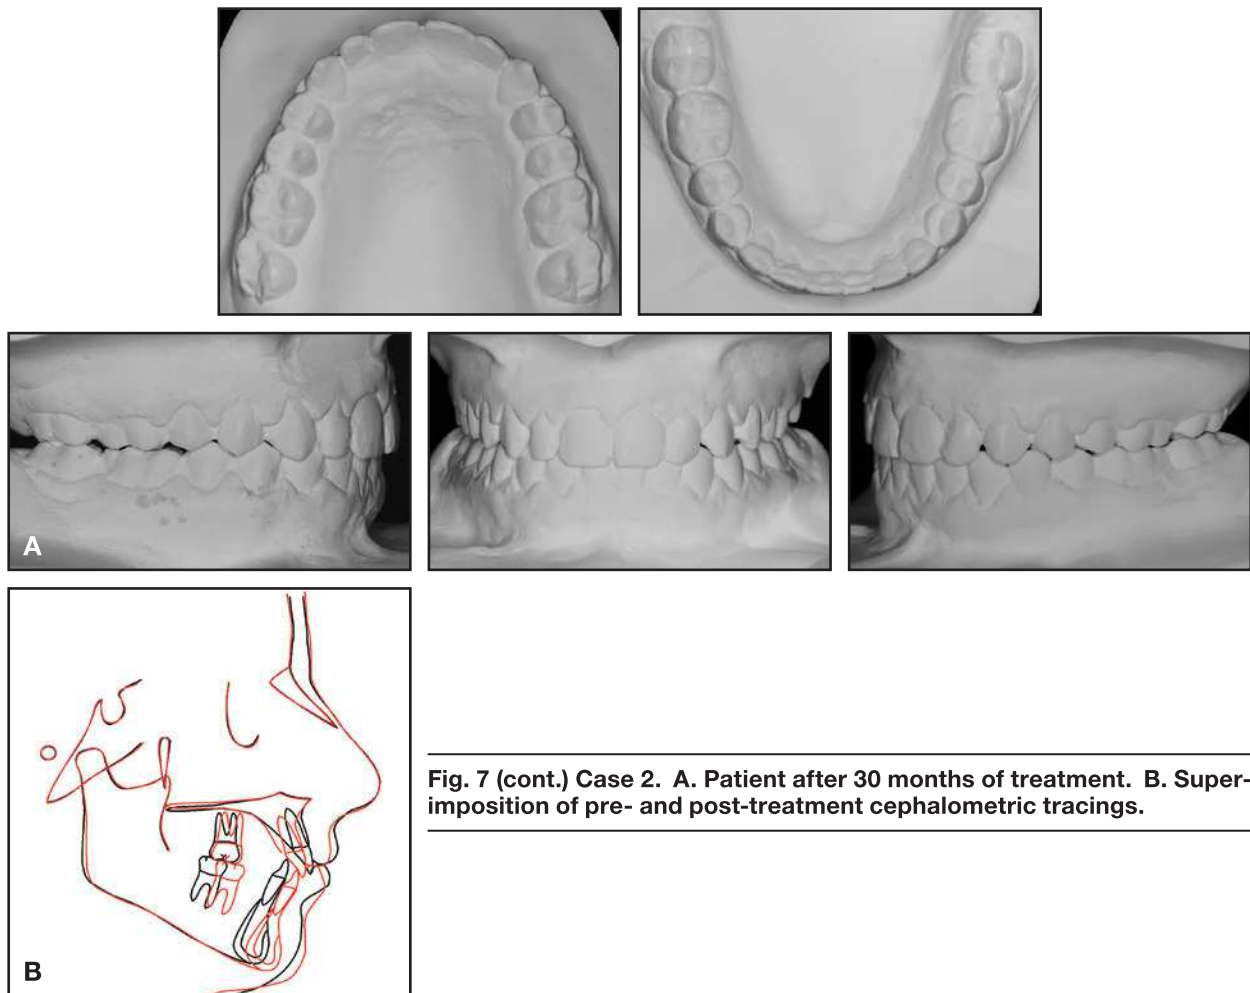 A
B
Fig. 7 (cont.) Case 2. A. Patient after 30 months of treatment. B. Super-
imposition of pre- and post-treatment cephalometric tracings.